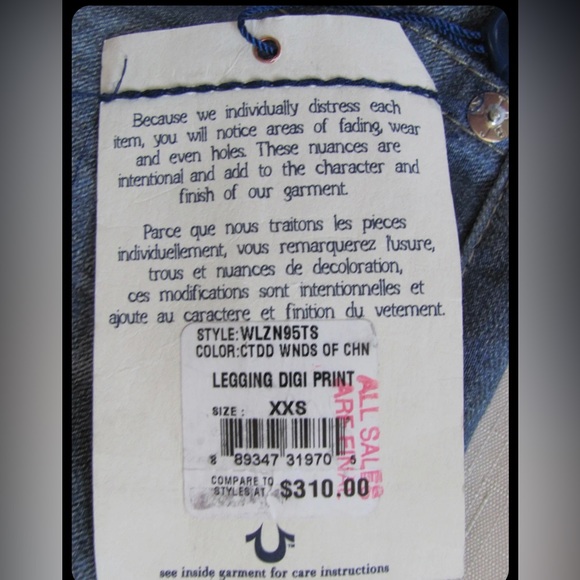 Because we individually distress each
item, you will notice areas of fading, wear
and even holes. These nuances are
intentional and add to the character and
finish of our garment.
Parce que nous traitons les pieces
individuellement, vous remarquerez l'usure,
trous et nuances de decoloration,
ces modifications sont intentionnelles et
ajoute au caractere et finition du vetement.
STYLE:WLZN95TS
COLOR:CTDD WNDS OF CHN
LEGGING DIGI PRINT
SIZE: XXS
8 89347 31970 6
COMPARE TO
STYLES AT $310.00
ALL SALES
ARE FINAL
see inside garment for care instructions